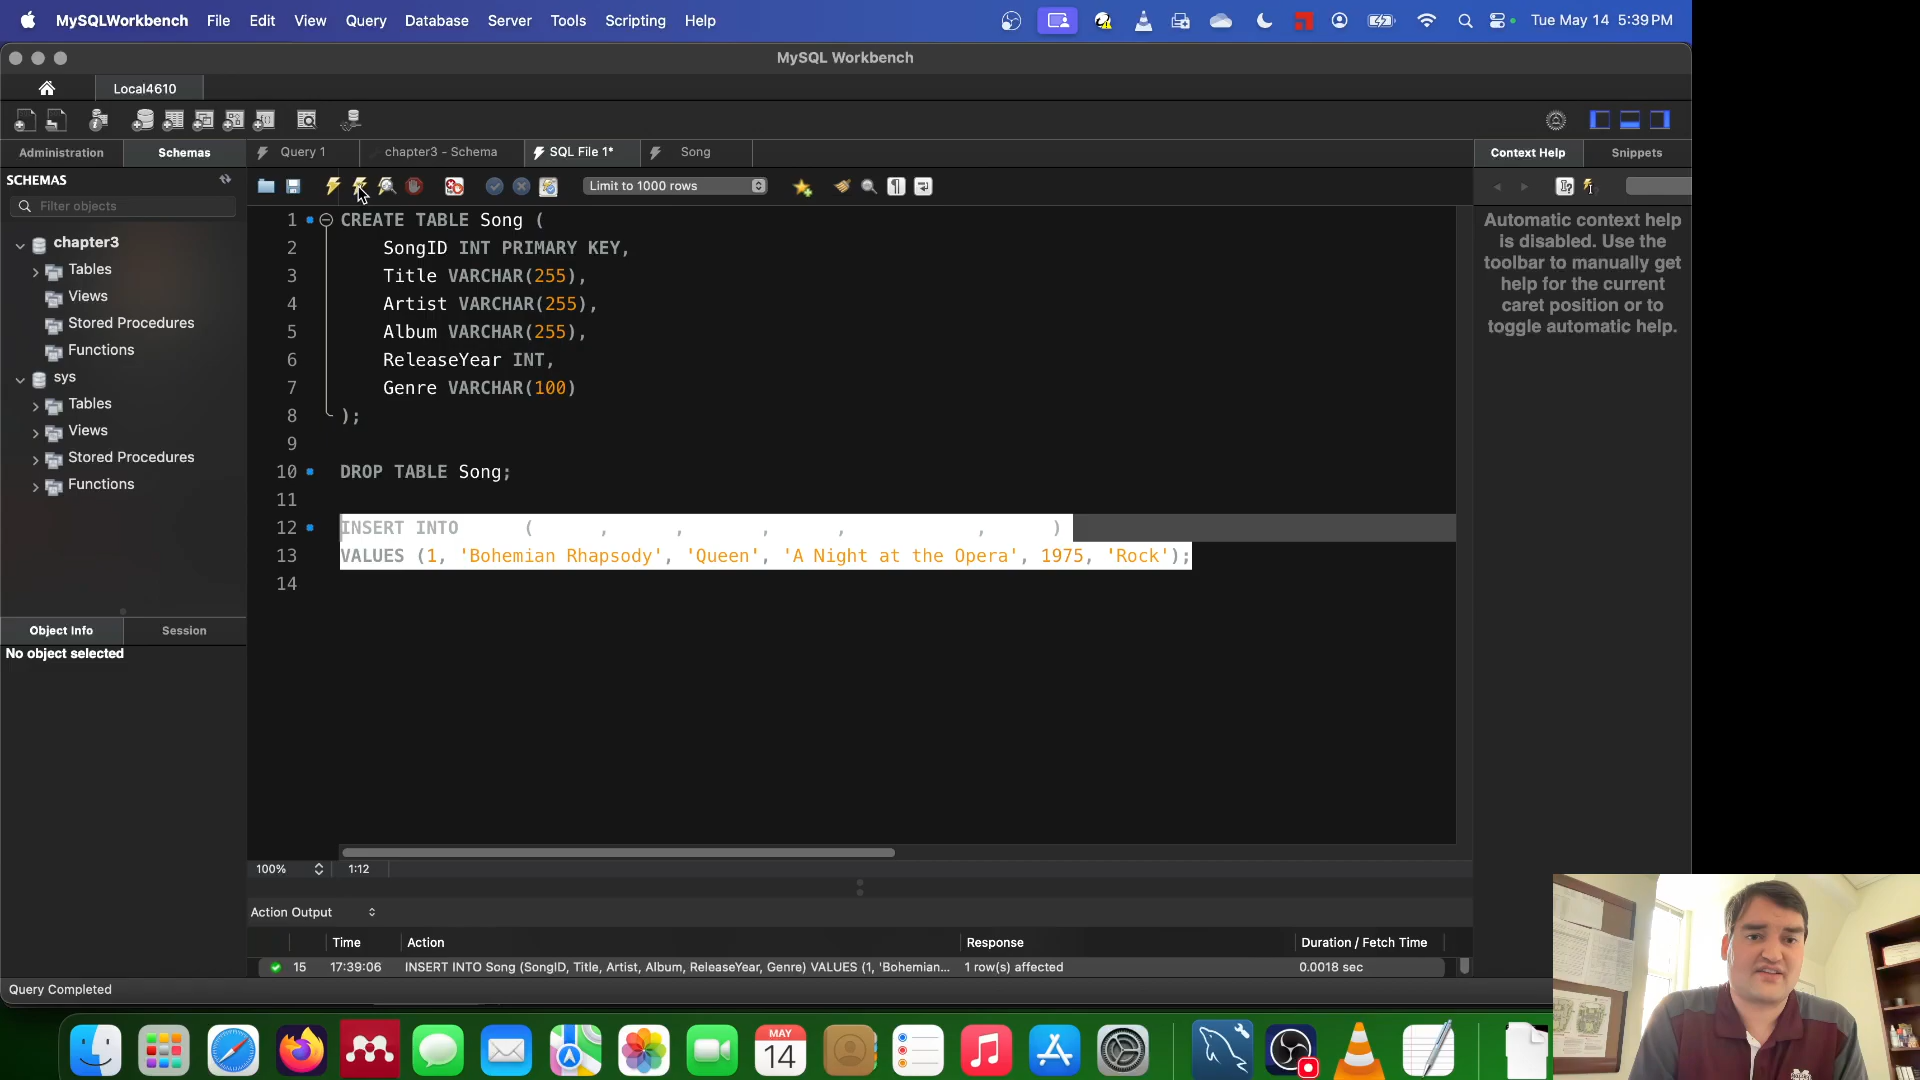 MySQLWorkbench File Edit View Query Database Server Tools Scripting Help Tue May 14 5:39 PM
MySQL Workbench
Local4610
Administration Schemas Query 1 chapter3 - Schema SQL File 1* Song Context Help Snippets
SCHEMAS
Limit to 1000 rows
Filter objects
chapter3
Tables
Views
Stored Procedures
Functions
sys
Tables
Views
Stored Procedures
Functions
Object Info Session
No object selected
1 CREATE TABLE Song (
2 SongID INT PRIMARY KEY,
3 Title VARCHAR(255),
4 Artist VARCHAR(255),
5 Album VARCHAR(255),
6 ReleaseYear INT,
7 Genre VARCHAR(100)
8 );
9
10 DROP TABLE Song;
11
12 INSERT INTO ( , , , , , )
13 VALUES (1, 'Bohemian Rhapsody', 'Queen', 'A Night at the Opera', 1975, 'Rock');
14
Automatic context help
is disabled. Use the
toolbar to manually get
help for the current
caret position or to
toggle automatic help.
100% 1:12
Action Output
Time Action Response Duration / Fetch Time
15 17:39:06 INSERT INTO Song (SongID, Title, Artist, Album, ReleaseYear, Genre) VALUES (1, 'Bohemian... 1 row(s) affected 0.0018 sec
Query Completed
MAY
14